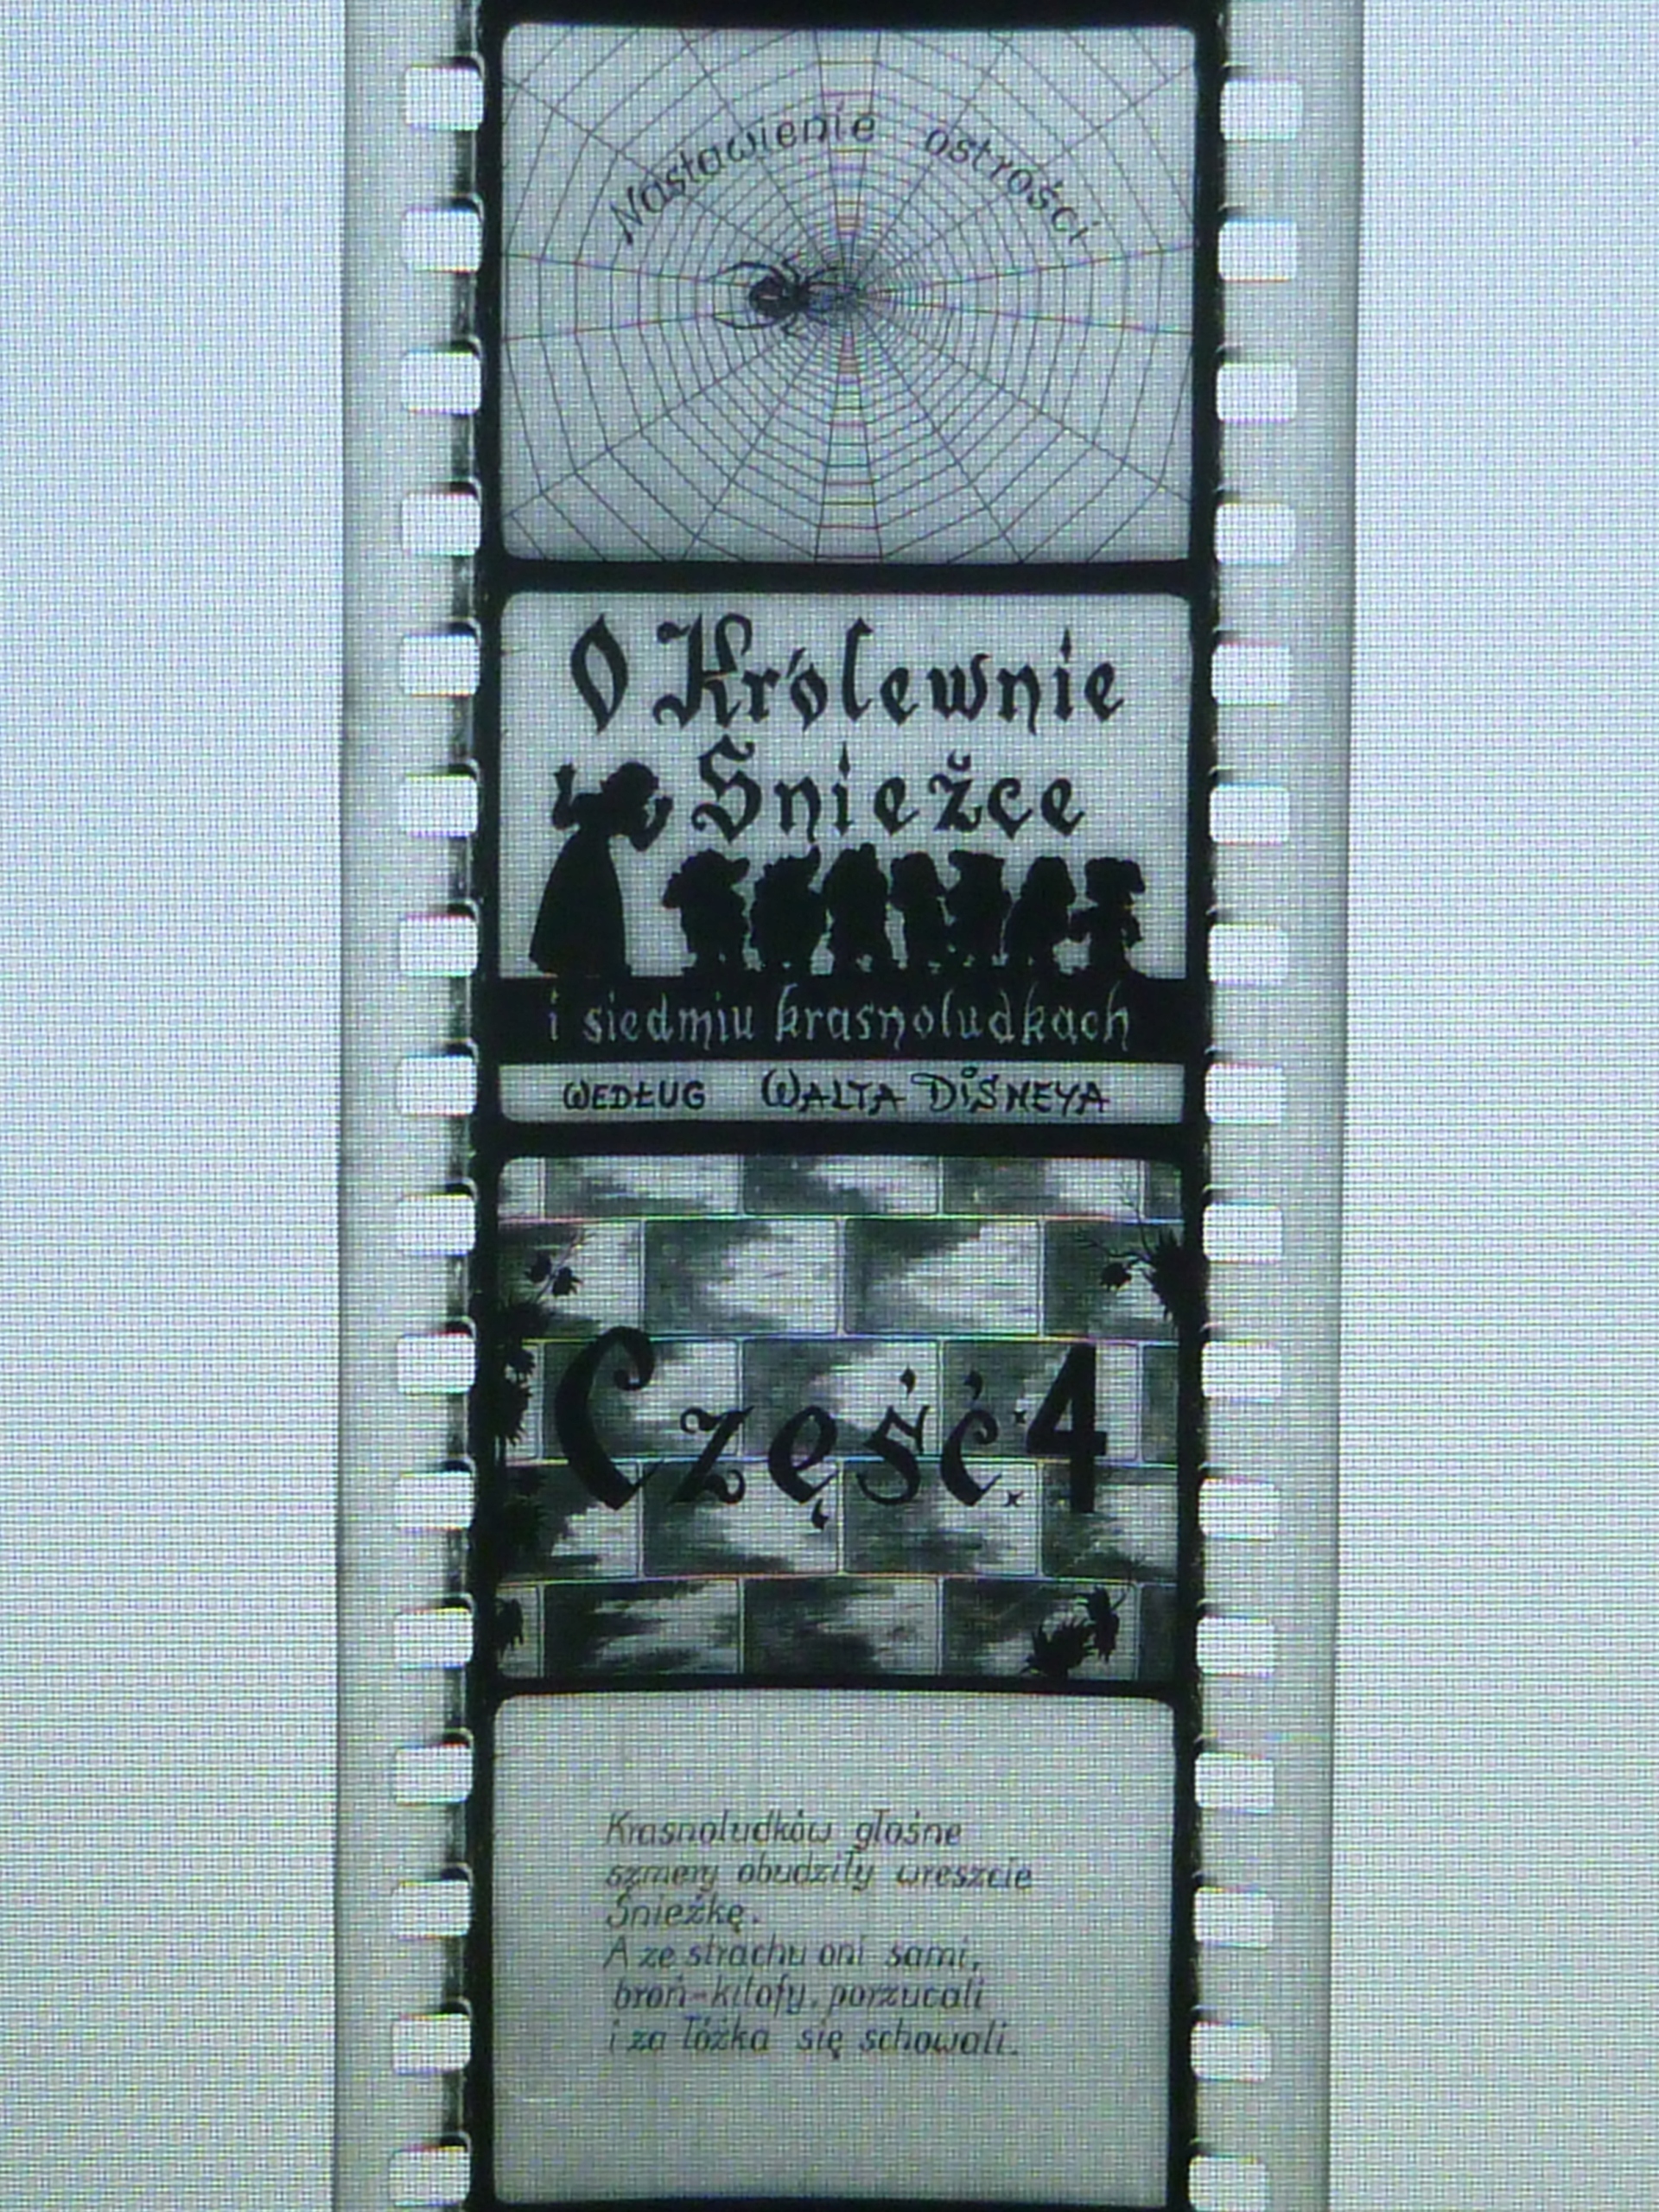 Nastawienie ostrości
O Królewnie
Śnieżce
i siedmiu krasnoludkach
WEDŁUG WALTA DISNEYA
Część 4
Krasnoludków głośne
szmery obudziły wreszcie
Śnieżkę.
A ze strachu oni sami,
broń-kilofy, porzucali
i za łóżka się schowali.